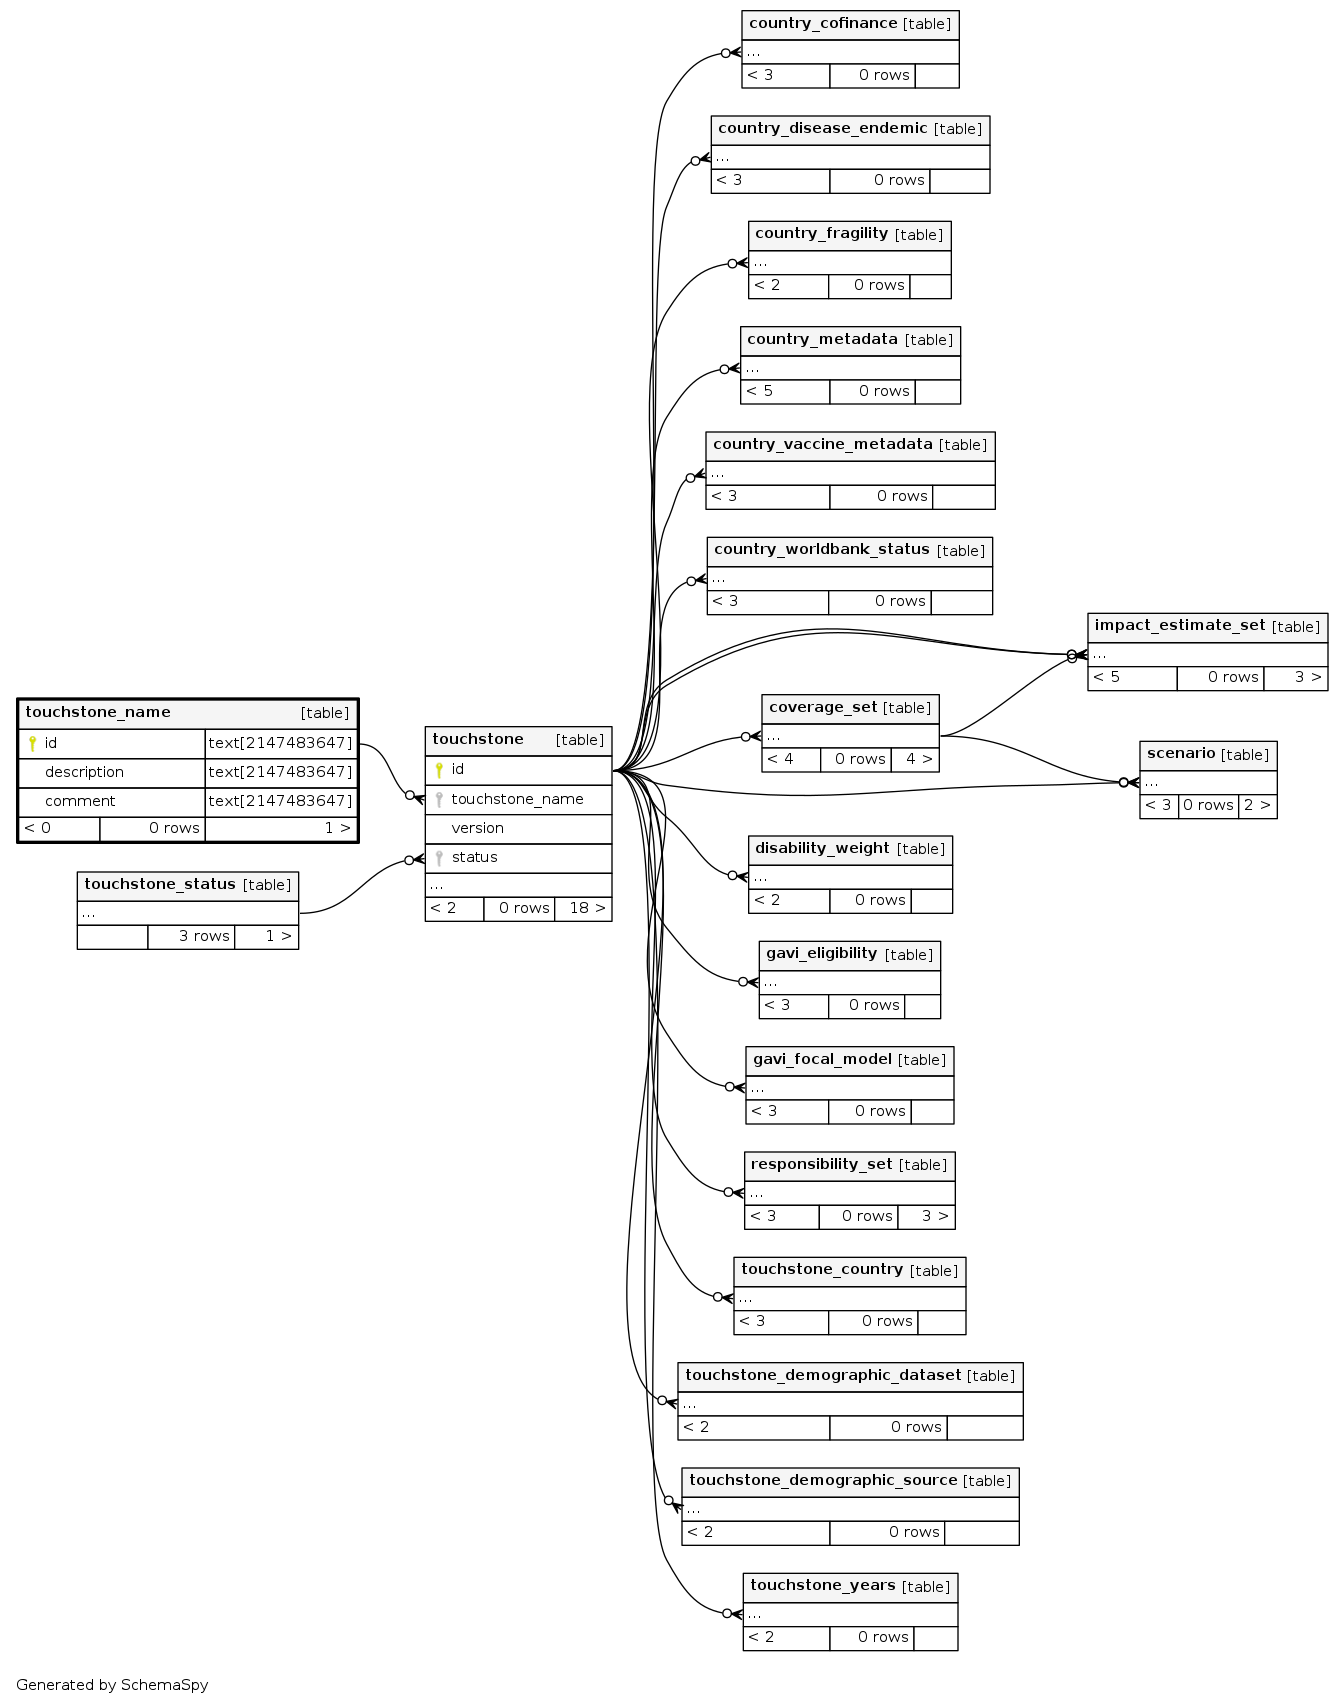 country_cofinance [table]
...
< 3 0 rows
country_disease_endemic [table]
...
< 3 0 rows
country_fragility [table]
...
< 2 0 rows
country_metadata [table]
...
< 5 0 rows
country_vaccine_metadata [table]
...
< 3 0 rows
country_worldbank_status [table]
...
< 3 0 rows
impact_estimate_set [table]
...
< 5 0 rows 3 >
touchstone_name [table]
id text[2147483647]
description text[2147483647]
comment text[2147483647]
< 0 0 rows 1 >
touchstone [table]
id
touchstone_name
version
status
...
< 2 0 rows 18 >
coverage_set [table]
...
< 4 0 rows 4 >
scenario [table]
...
< 3 0 rows 2 >
touchstone_status [table]
...
3 rows 1 >
disability_weight [table]
...
< 2 0 rows
gavi_eligibility [table]
...
< 3 0 rows
gavi_focal_model [table]
...
< 3 0 rows
responsibility_set [table]
...
< 3 0 rows 3 >
touchstone_country [table]
...
< 3 0 rows
touchstone_demographic_dataset [table]
...
< 2 0 rows
touchstone_demographic_source [table]
...
< 2 0 rows
touchstone_years [table]
...
< 2 0 rows
Generated by SchemaSpy